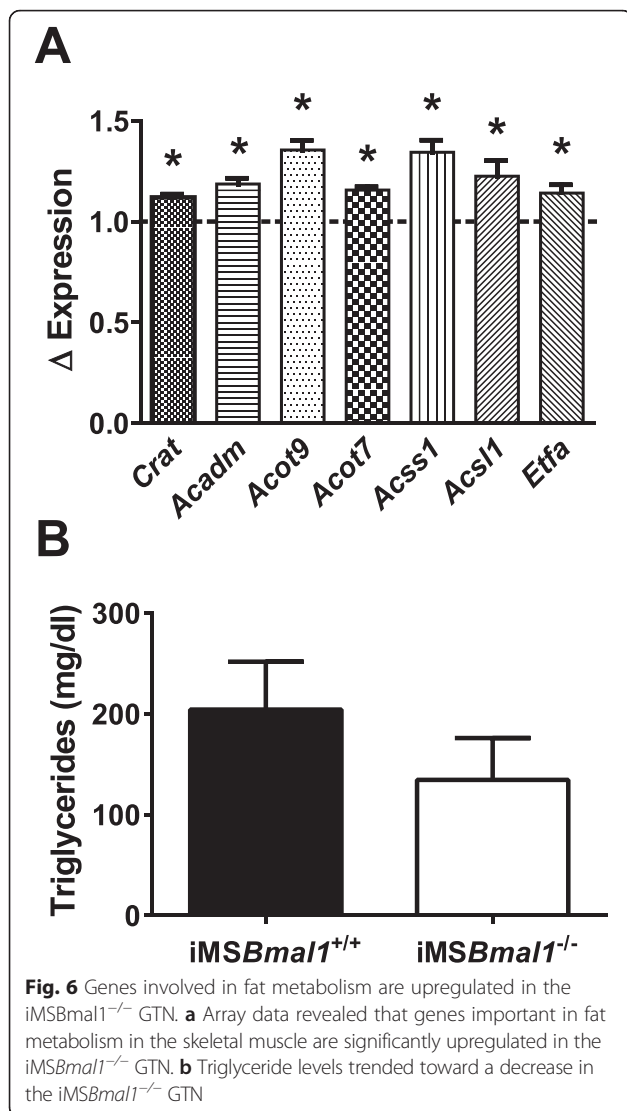 A
* * * * * * *
1.5
1.0
0.5
0.0
Δ Expression
Crat Acadm Acot9 Acot7 Acss1 Acsl1 Etfa
B
300
200
100
0
Triglycerides (mg/dl)
iMSBmal1+/+ iMSBmal1-/-
Fig. 6 Genes involved in fat metabolism are upregulated in the
iMSBmal1−/− GTN. a Array data revealed that genes important in fat
metabolism in the skeletal muscle are significantly upregulated in the
iMSBmal1−/− GTN. b Triglyceride levels trended toward a decrease in
the iMSBmal1−/− GTN